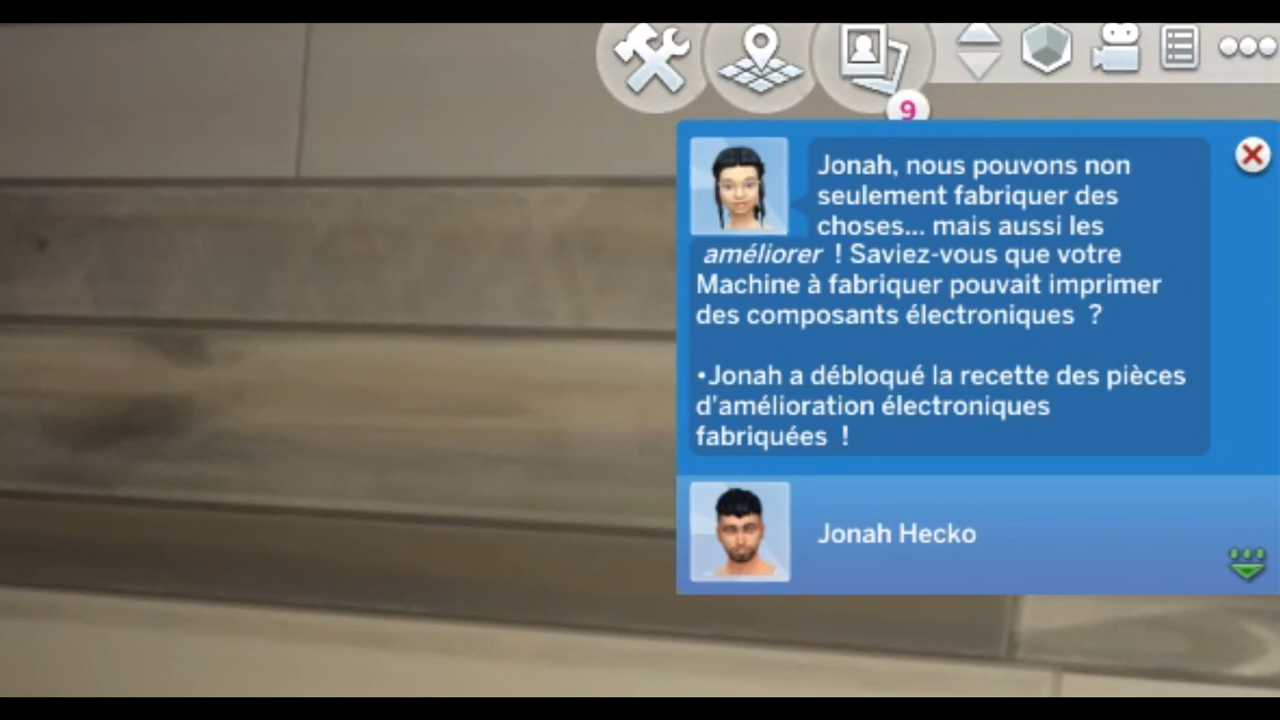 9
Jonah, nous pouvons non
seulement fabriquer des
choses... mais aussi les
améliorer ! Saviez-vous que votre
Machine à fabriquer pouvait imprimer
des composants électroniques ?
•Jonah a débloqué la recette des pièces
d'amélioration électroniques
fabriquées !
Jonah Hecko